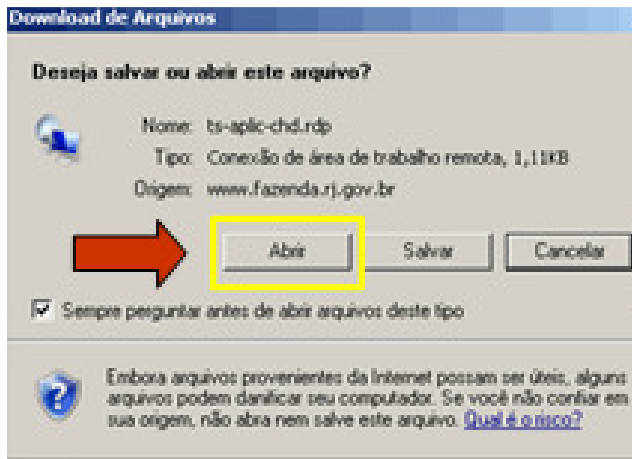 Download de Arquivos
Deseja salvar ou abrir este arquivo?
Nome: ts-aplic-chd.rdp
Tipo: Conexão de área de trabalho remota, 1,11KB
Origem: www.fazenda.rj.gov.br
Abrir Salvar Cancelar
Sempre perguntar antes de abrir arquivos deste tipo
Embora arquivos provenientes da Internet possam ser úteis, alguns
arquivos podem danificar seu computador. Se você não confiar em
sua origem, não abra nem salve este arquivo. Qual é o risco?